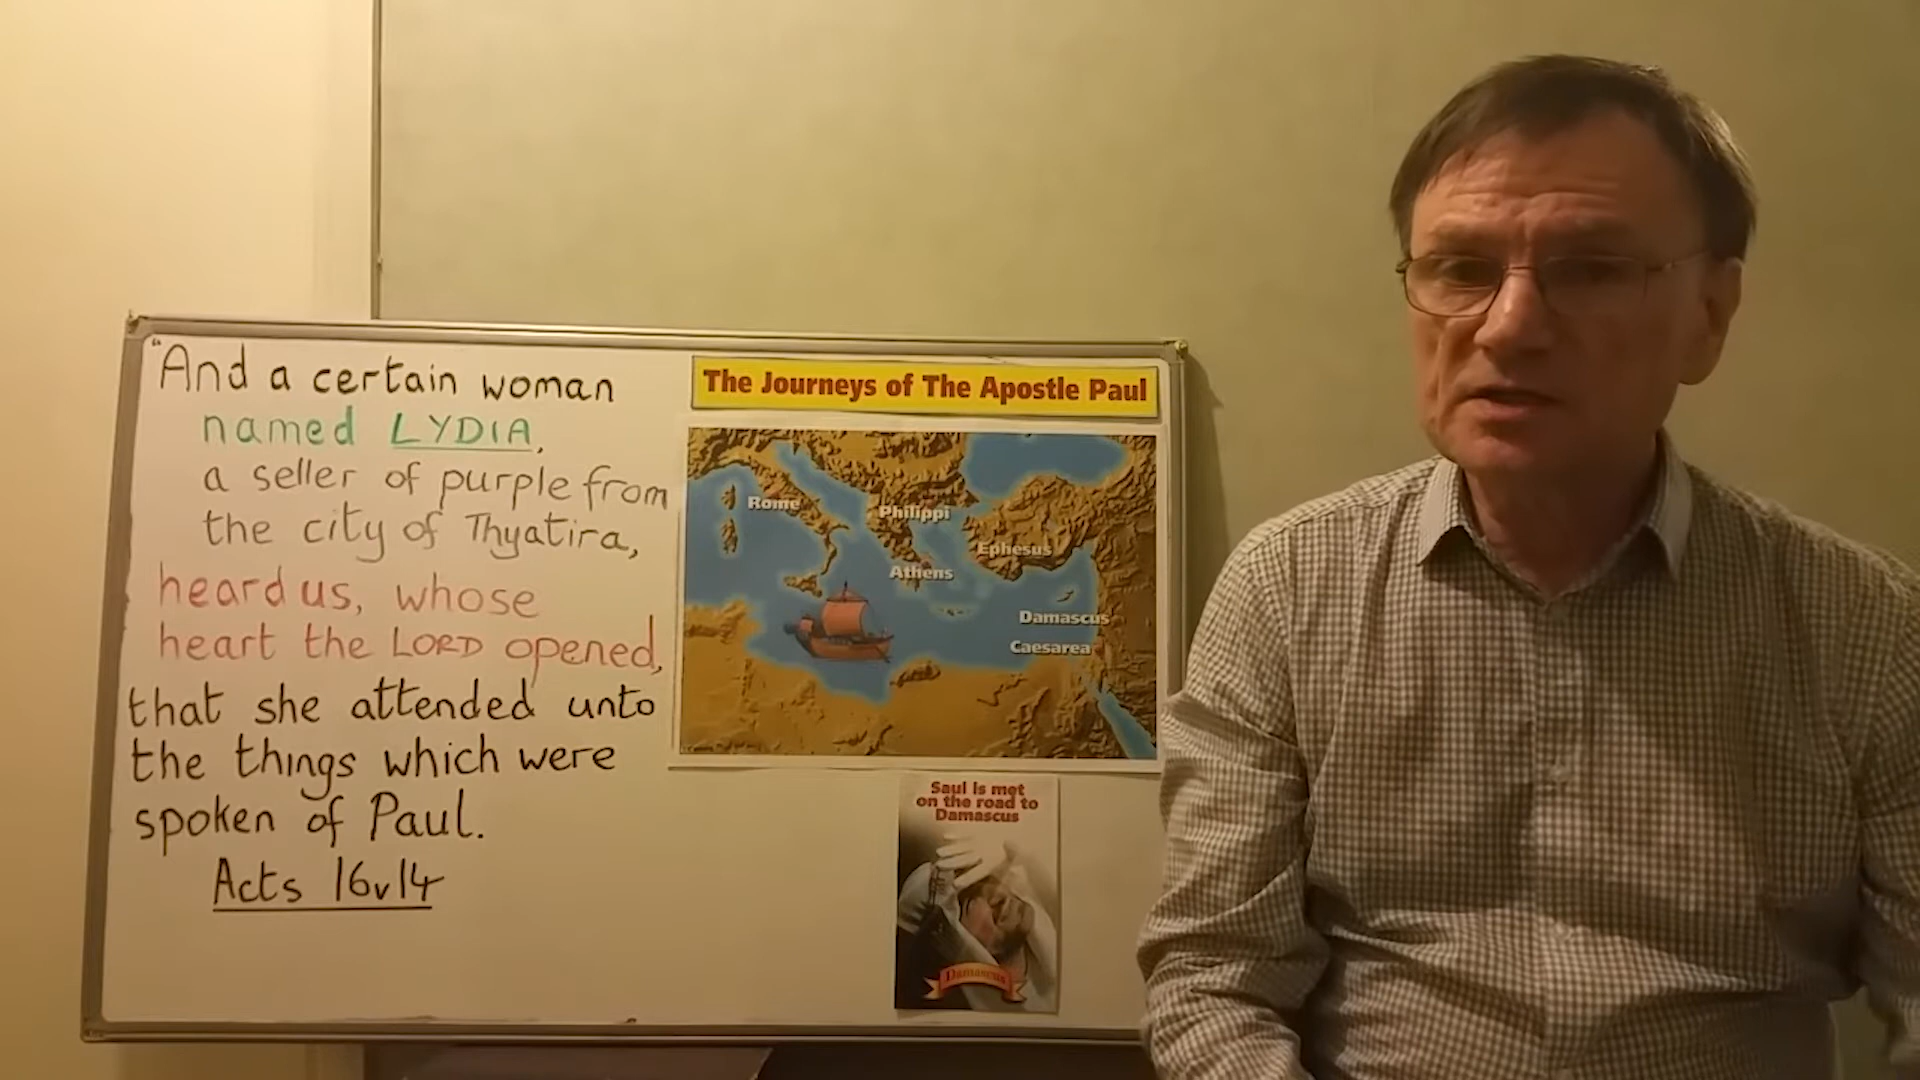 "And a certain woman
named LYDIA,
a seller of purple from
the city of Thyatira,
heard us, whose
heart the LORD opened,
that she attended unto
the things which were
spoken of Paul.
Acts 16v14
The Journeys of The Apostle Paul
Rome
Philippi
Ephesus
Athens
Damascus
Caesarea
Saul is met
on the road to
Damascus
Damascus